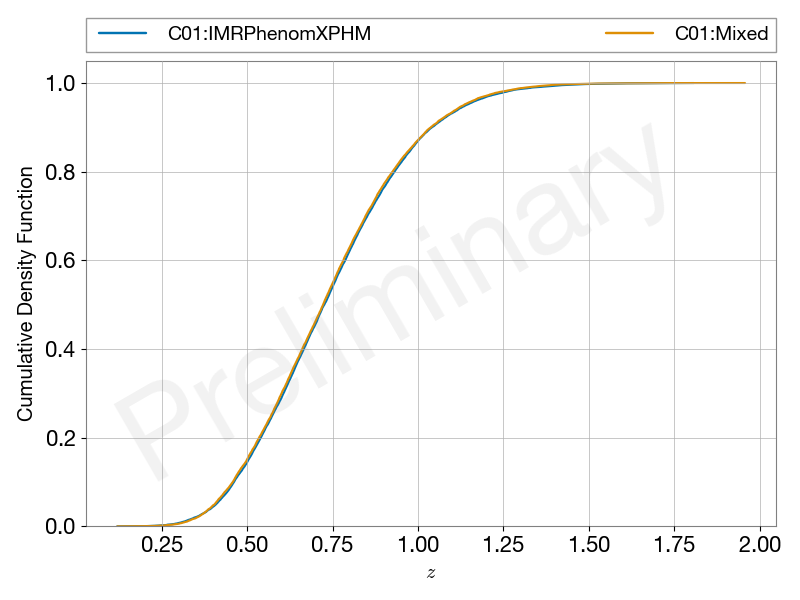 C01:IMRPhenomXPHM C01:Mixed
1.0
0.8
0.6
0.4
0.2
0.0
Cumulative Density Function
Preliminary
0.25 0.50 0.75 1.00 1.25 1.50 1.75 2.00
z